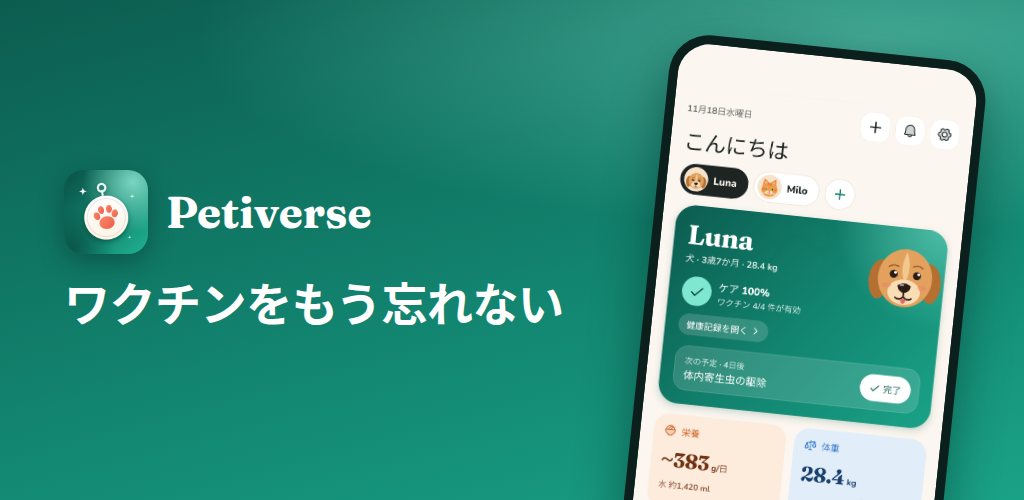 Petiverse
ワクチンをもう忘れない
11月18日水曜日
こんにちは
Luna
Milo
Luna
犬 · 3歳7か月 · 28.4 kg
ケア 100%
ワクチン 4/4 件が有効
健康記録を開く
次の予定 · 4日後
体内寄生虫の駆除
完了
栄養
体重
~383 g/日
28.4 kg
水 約1,420 ml